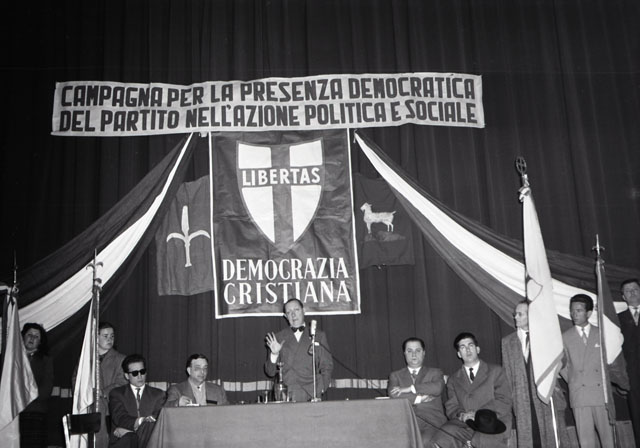 CAMPAGNA PER LA PRESENZA DEMOCRATICA
DEL PARTITO NELL'AZIONE POLITICA E SOCIALE
LIBERTAS
DEMOCRAZIA
CRISTIANA